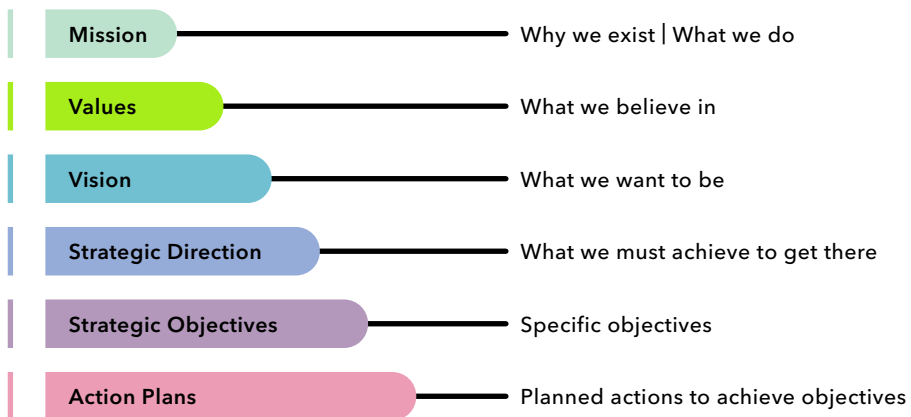 Mission
Why we exist | What we do
Values
What we believe in
Vision
What we want to be
Strategic Direction
What we must achieve to get there
Strategic Objectives
Specific objectives
Action Plans
Planned actions to achieve objectives